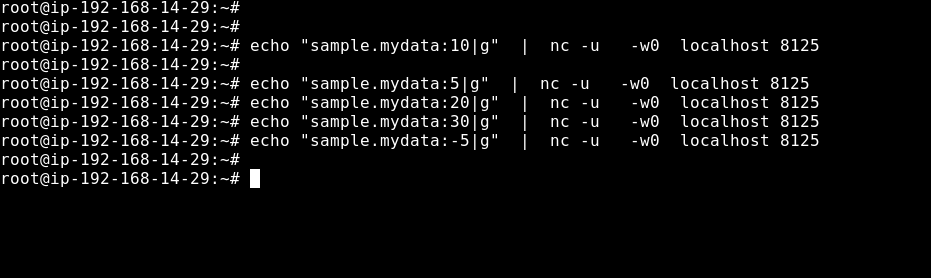 root@ip-192-168-14-29:~#
root@ip-192-168-14-29:~#
root@ip-192-168-14-29:~# echo "sample.mydata:10|g"  |  nc -u   -w0  localhost 8125
root@ip-192-168-14-29:~#
root@ip-192-168-14-29:~# echo "sample.mydata:5|g"  |  nc -u   -w0  localhost 8125
root@ip-192-168-14-29:~# echo "sample.mydata:20|g"  |  nc -u   -w0  localhost 8125
root@ip-192-168-14-29:~# echo "sample.mydata:30|g"  |  nc -u   -w0  localhost 8125
root@ip-192-168-14-29:~# echo "sample.mydata:-5|g"  |  nc -u   -w0  localhost 8125
root@ip-192-168-14-29:~#
root@ip-192-168-14-29:~#